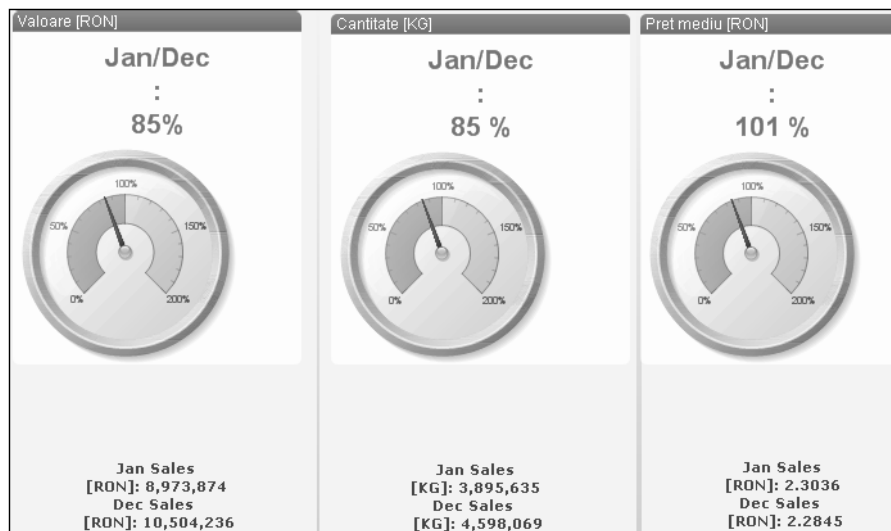 Valoare [RON]
Jan/Dec
:
85%
100%
50%
150%
0%
200%
Jan Sales
[RON]: 8,973,874
Dec Sales
[RON]: 10,504,236
Cantitate [KG]
Jan/Dec
:
85 %
100%
50%
150%
0%
200%
Jan Sales
[KG]: 3,895,635
Dec Sales
[KG]: 4,598,069
Pret mediu [RON]
Jan/Dec
:
101 %
100%
50%
150%
0%
200%
Jan Sales
[RON]: 2.3036
Dec Sales
[RON]: 2.2845